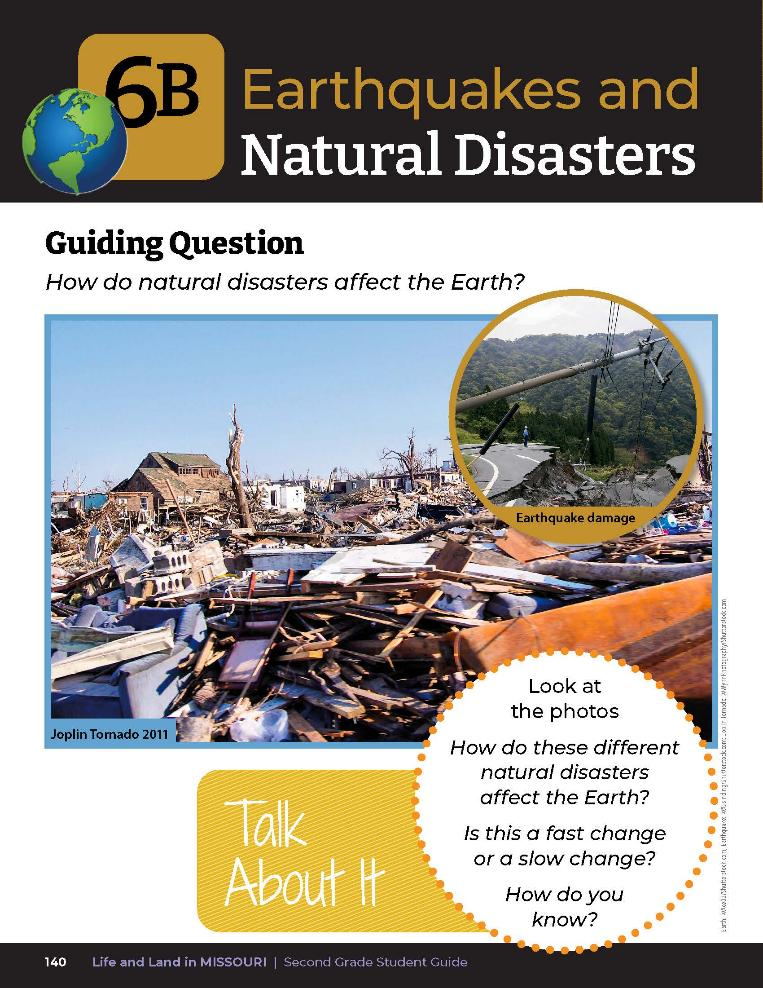 6B
Earthquakes and
Natural Disasters
Guiding Question
How do natural disasters affect the Earth?
Earthquake damage
Joplin Tornado 2011
Look at
the photos
How do these different
natural disasters
affect the Earth?
Is this a fast change
or a slow change?
How do you
know?
Talk
About It
140 Life and Land in MISSOURI | Second Grade Student Guide